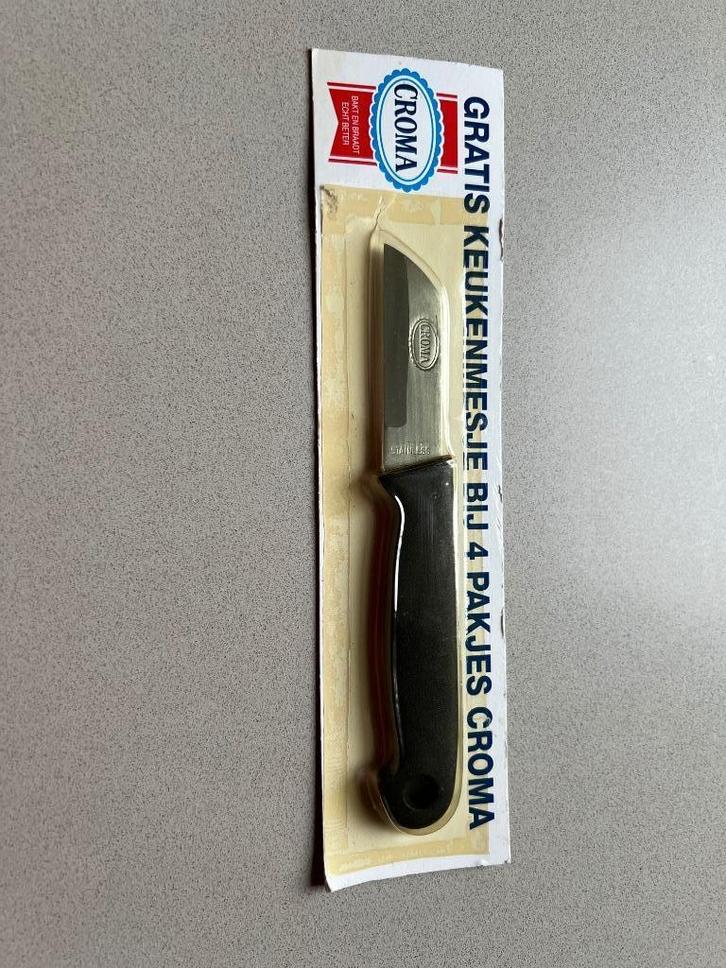 GRATIS KEUKENMESJE BIJ 4 PAKJES CROMA
CROMA
BAKT EN BRAADT
ECHT BETER
CROMA
STAINLESS